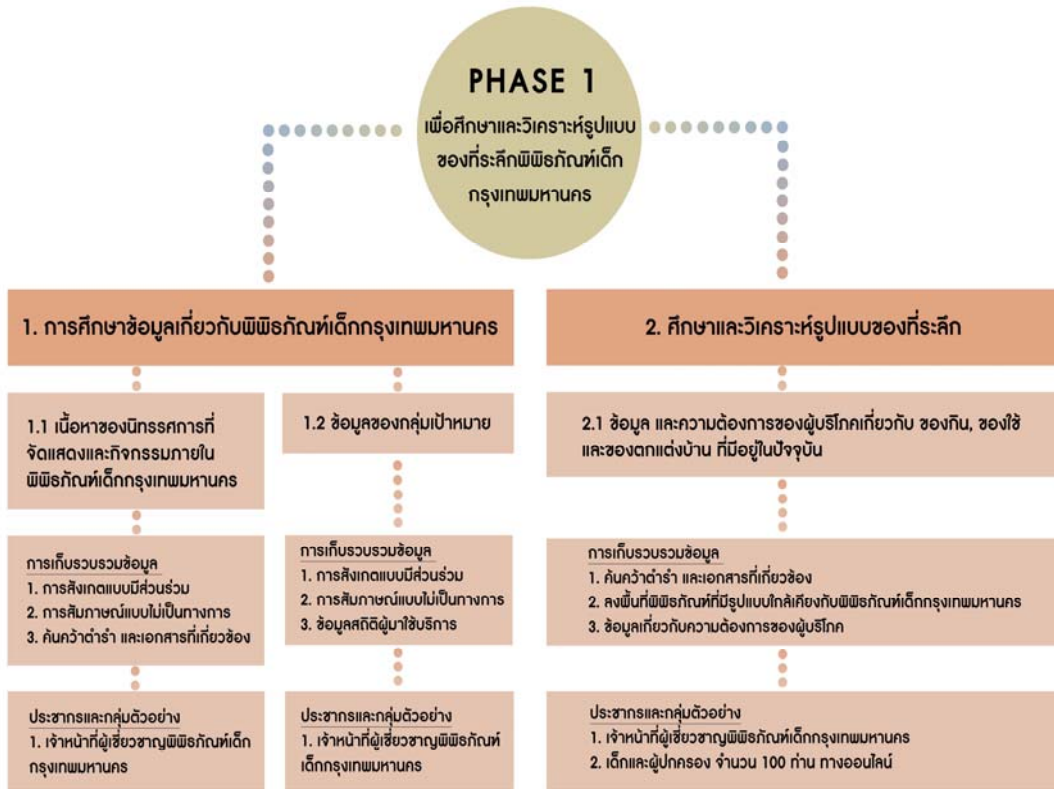 PHASE 1
เพื่อศึกษาและวิเคราะห์รูปแบบ
ของที่ระลึกพิพิธภัณฑ์เด็ก
กรุงเทพมหานคร
1. การศึกษาข้อมูลเกี่ยวกับพิพิธภัณฑ์เด็กกรุงเทพมหานคร
1.1 เนื้อหาของนิทรรศการที่
จัดแสดงและกิจกรรมภายใน
พิพิธภัณฑ์เด็กกรุงเทพมหานคร
การเก็บรวบรวมข้อมูล
1. การสังเกตแบบมีส่วนร่วม
2. การสัมภาษณ์แบบไม่เป็นทางการ
3. ค้นคว้าตำรา และเอกสารที่เกี่ยวข้อง
ประชากรและกลุ่มตัวอย่าง
1. เจ้าหน้าที่ผู้เชี่ยวชาญพิพิธภัณฑ์เด็ก
กรุงเทพมหานคร
1.2 ข้อมูลของกลุ่มเป้าหมาย
การเก็บรวบรวมข้อมูล
1. การสังเกตแบบมีส่วนร่วม
2. การสัมภาษณ์แบบไม่เป็นทางการ
3. ข้อมูลสถิติผู้มาใช้บริการ
ประชากรและกลุ่มตัวอย่าง
1. เจ้าหน้าที่ผู้เชี่ยวชาญพิพิธภัณฑ์
เด็กกรุงเทพมหานคร
2. ศึกษาและวิเคราะห์รูปแบบของที่ระลึก
2.1 ข้อมูล และความต้องการของผู้บริโภคเกี่ยวกับ ของกิน, ของใช้
และของตกแต่งบ้าน ที่มีอยู่ในปัจจุบัน
การเก็บรวบรวมข้อมูล
1. ค้นคว้าตำรา และเอกสารที่เกี่ยวข้อง
2. ลงพื้นที่พิพิธภัณฑ์ที่มีรูปแบบใกล้เคียงกับพิพิธภัณฑ์เด็กกรุงเทพมหานคร
3. ข้อมูลเกี่ยวกับความต้องการของผู้บริโภค
ประชากรและกลุ่มตัวอย่าง
1. เจ้าหน้าที่ผู้เชี่ยวชาญพิพิธภัณฑ์เด็กกรุงเทพมหานคร
2. เด็กและผู้ปกครอง จำนวน 100 ท่าน ทางออนไลน์